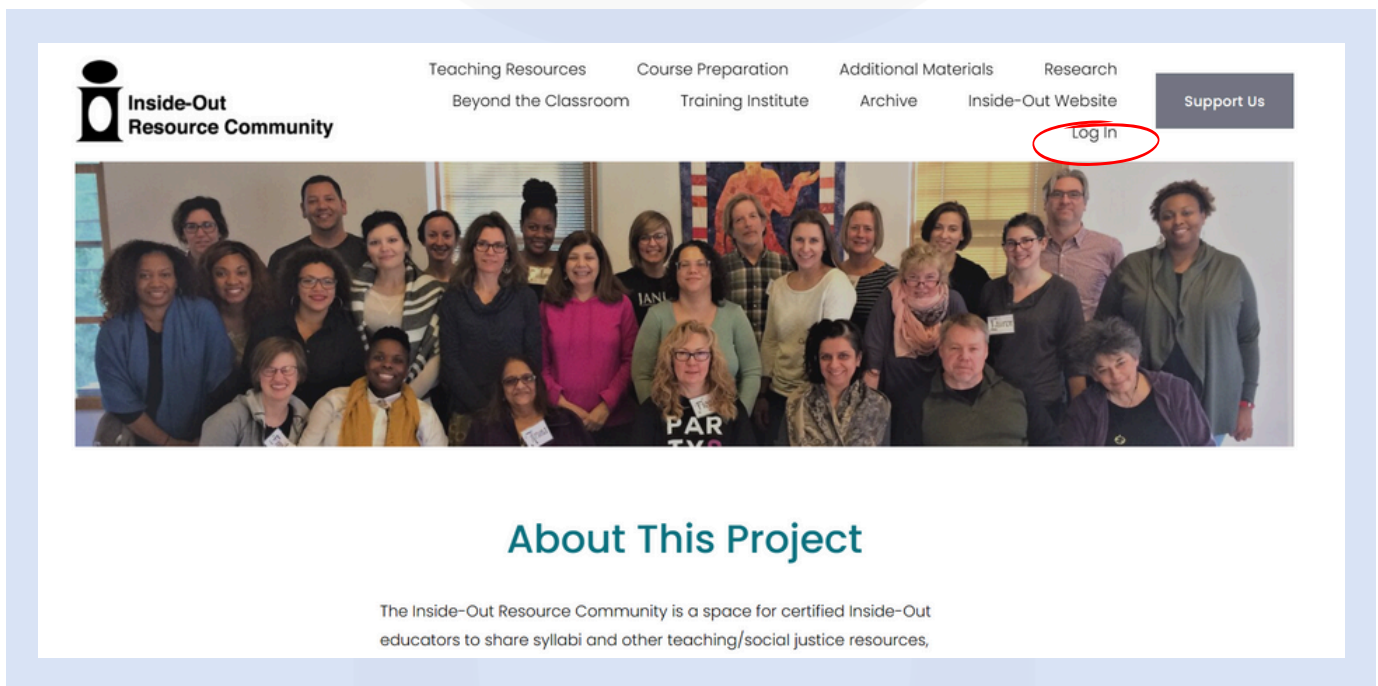 Inside-Out
Resource Community
Teaching Resources Course Preparation Additional Materials Research
Beyond the Classroom Training Institute Archive Inside-Out Website
Log In
Support Us
JANE
PAR
About This Project
The Inside-Out Resource Community is a space for certified Inside-Out
educators to share syllabi and other teaching/social justice resources,